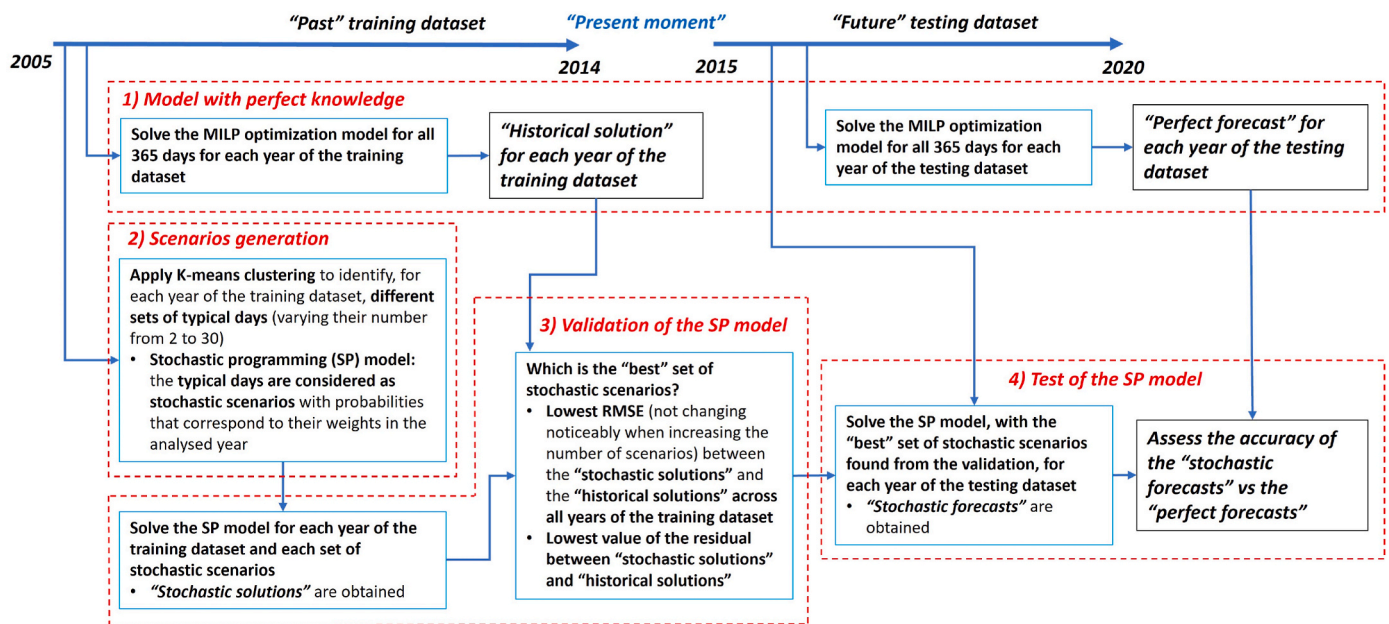 “Past” training dataset
“Present moment”
“Future” testing dataset
2005
2014
2015
2020
1) Model with perfect knowledge
Solve the MILP optimization model for all
365 days for each year of the training
dataset
“Historical solution”
for each year of the
training dataset
Solve the MILP optimization
model for all 365 days for each
year of the testing dataset
“Perfect forecast” for
each year of the testing
dataset
2) Scenarios generation
Apply K-means clustering to identify, for
each year of the training dataset, different
sets of typical days (varying their number
from 2 to 30)
• Stochastic programming (SP) model:
the typical days are considered as
stochastic scenarios with probabilities
that correspond to their weights in the
analysed year
Solve the SP model for each year of the
training dataset and each set of
stochastic scenarios
• “Stochastic solutions” are obtained
3) Validation of the SP model
Which is the “best” set of
stochastic scenarios?
• Lowest RMSE (not changing
noticeably when increasing the
number of scenarios) between
the “stochastic solutions” and
the “historical solutions” across
all years of the training dataset
• Lowest value of the residual
between “stochastic solutions”
and “historical solutions”
4) Test of the SP model
Solve the SP model, with the
“best” set of stochastic scenarios
found from the validation, for
each year of the testing dataset
• “Stochastic forecasts” are
obtained
Assess the accuracy of
the “stochastic
forecasts” vs the
“perfect forecasts”